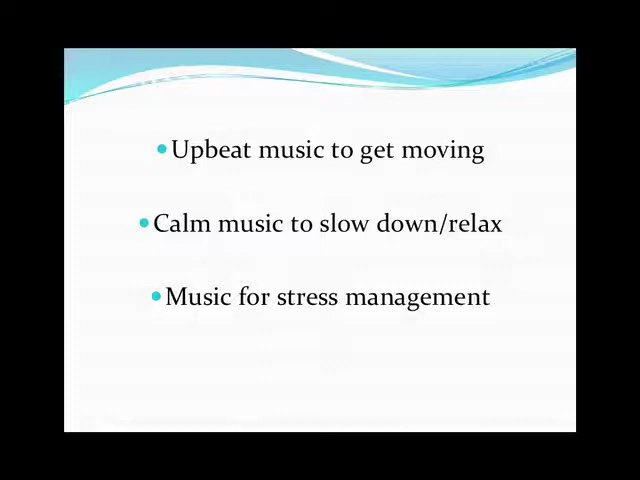 •Upbeat music to get moving
•Calm music to slow down/relax
•Music for stress management